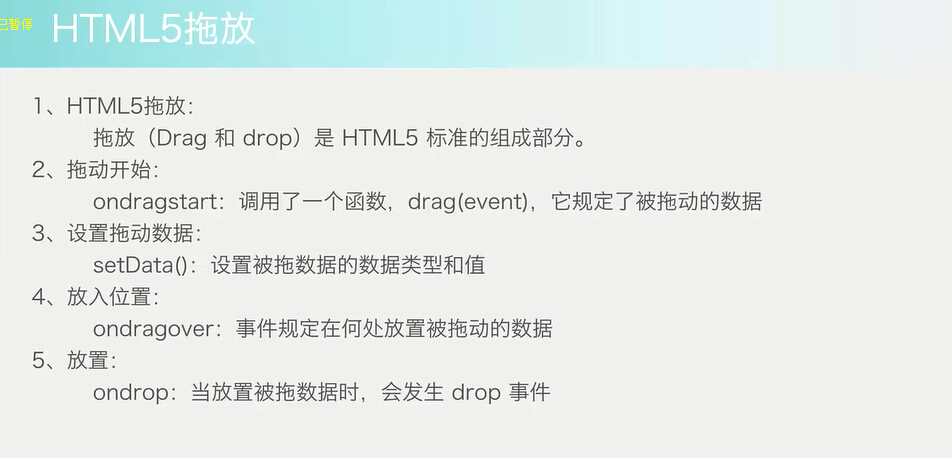 已暂停
HTML5拖放
1、HTML5拖放：
拖放（Drag 和 drop）是 HTML5 标准的组成部分。
2、拖动开始：
ondragstart：调用了一个函数，drag(event)，它规定了被拖动的数据
3、设置拖动数据：
setData()：设置被拖数据的数据类型和值
4、放入位置：
ondragover：事件规定在何处放置被拖动的数据
5、放置：
ondrop：当放置被拖数据时，会发生 drop 事件